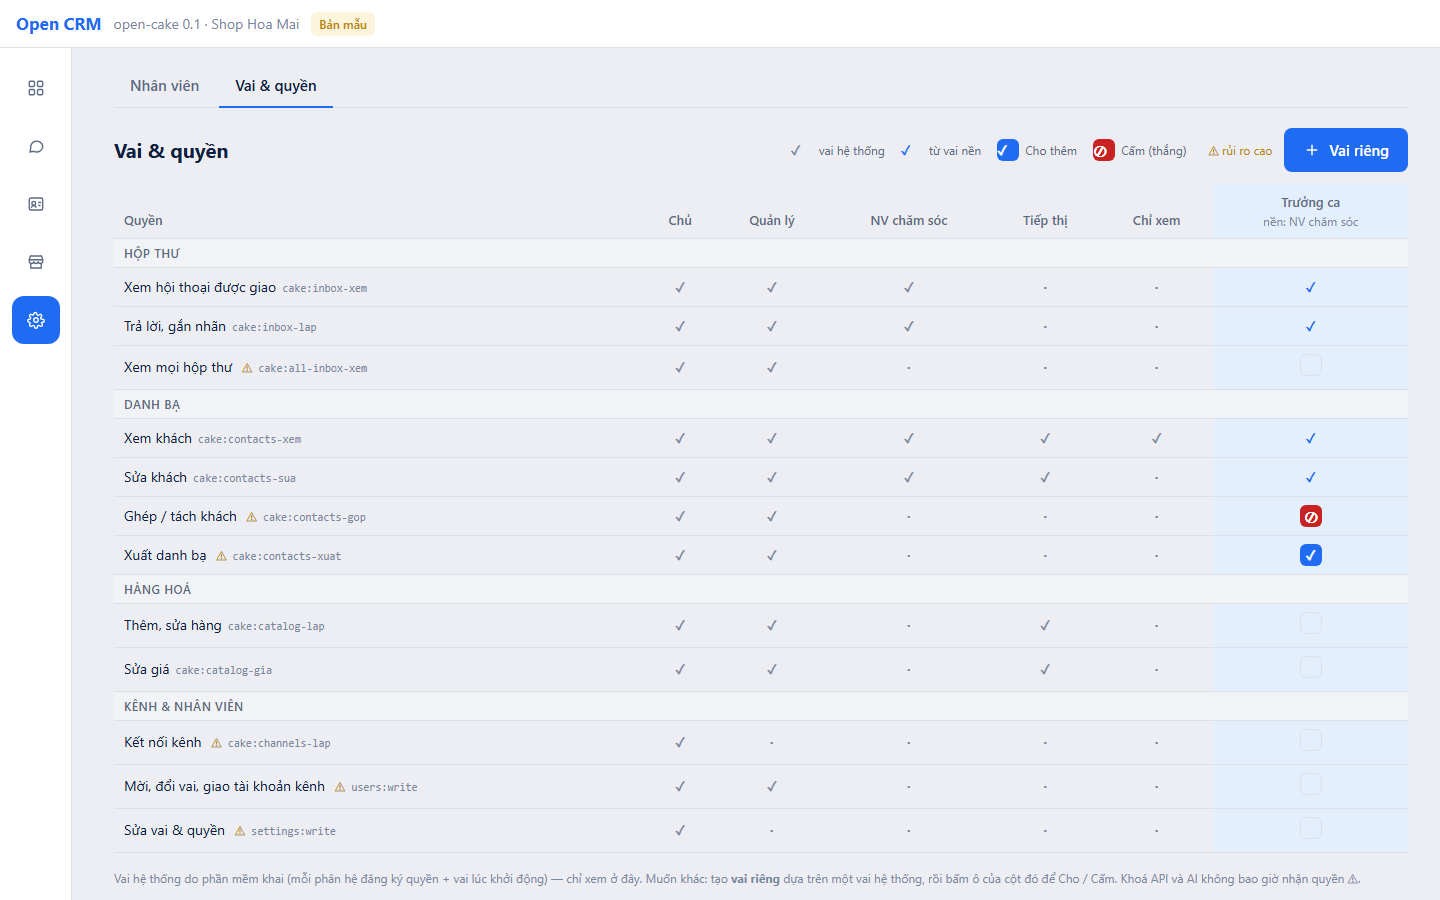 Open CRM open-cake 0.1 · Shop Hoa Mai Bản mẫu
Nhân viên Vai & quyền
Vai & quyền
✓ vai hệ thống ✓ từ vai nền ✓ Cho thêm Cấm (thắng) ⚠ rủi ro cao + Vai riêng
Quyền Chủ Quản lý NV chăm sóc Tiếp thị Chỉ xem Trưởng ca
nền: NV chăm sóc
HỘP THƯ
Xem hội thoại được giao cake:inbox-xem ✓ ✓ ✓ · · ✓
Trả lời, gắn nhãn cake:inbox-lap ✓ ✓ ✓ · · ✓
Xem mọi hộp thư ⚠ cake:all-inbox-xem ✓ ✓ · · ·
DANH BẠ
Xem khách cake:contacts-xem ✓ ✓ ✓ ✓ ✓ ✓
Sửa khách cake:contacts-sua ✓ ✓ ✓ ✓ · ✓
Ghép / tách khách ⚠ cake:contacts-gop ✓ ✓ · · ·
Xuất danh bạ ⚠ cake:contacts-xuat ✓ ✓ · · · ✓
HÀNG HOÁ
Thêm, sửa hàng cake:catalog-lap ✓ ✓ · ✓ ·
Sửa giá cake:catalog-gia ✓ ✓ · ✓ ·
KÊNH & NHÂN VIÊN
Kết nối kênh ⚠ cake:channels-lap ✓ · · · ·
Mời, đổi vai, giao tài khoản kênh ⚠ users:write ✓ ✓ · · ·
Sửa vai & quyền ⚠ settings:write ✓ · · · ·
Vai hệ thống do phần mềm khai (mỗi phân hệ đăng ký quyền + vai lúc khởi động) — chỉ xem ở đây. Muốn khác: tạo vai riêng dựa trên một vai hệ thống, rồi bấm ô của cột đó để Cho / Cấm. Khoá API và AI không bao giờ nhận quyền ⚠.